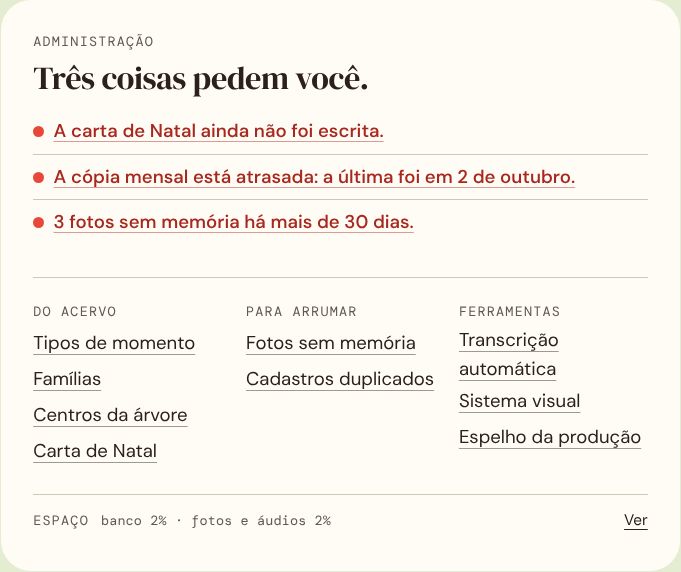 ADMINISTRAÇÃO
Três coisas pedem você.
A carta de Natal ainda não foi escrita.
A cópia mensal está atrasada: a última foi em 2 de outubro.
3 fotos sem memória há mais de 30 dias.
DO ACERVO
Tipos de momento
Famílias
Centros da árvore
Carta de Natal
PARA ARRUMAR
Fotos sem memória
Cadastros duplicados
FERRAMENTAS
Transcrição
automática
Sistema visual
Espelho da produção
ESPAÇO banco 2% · fotos e áudios 2%
Ver